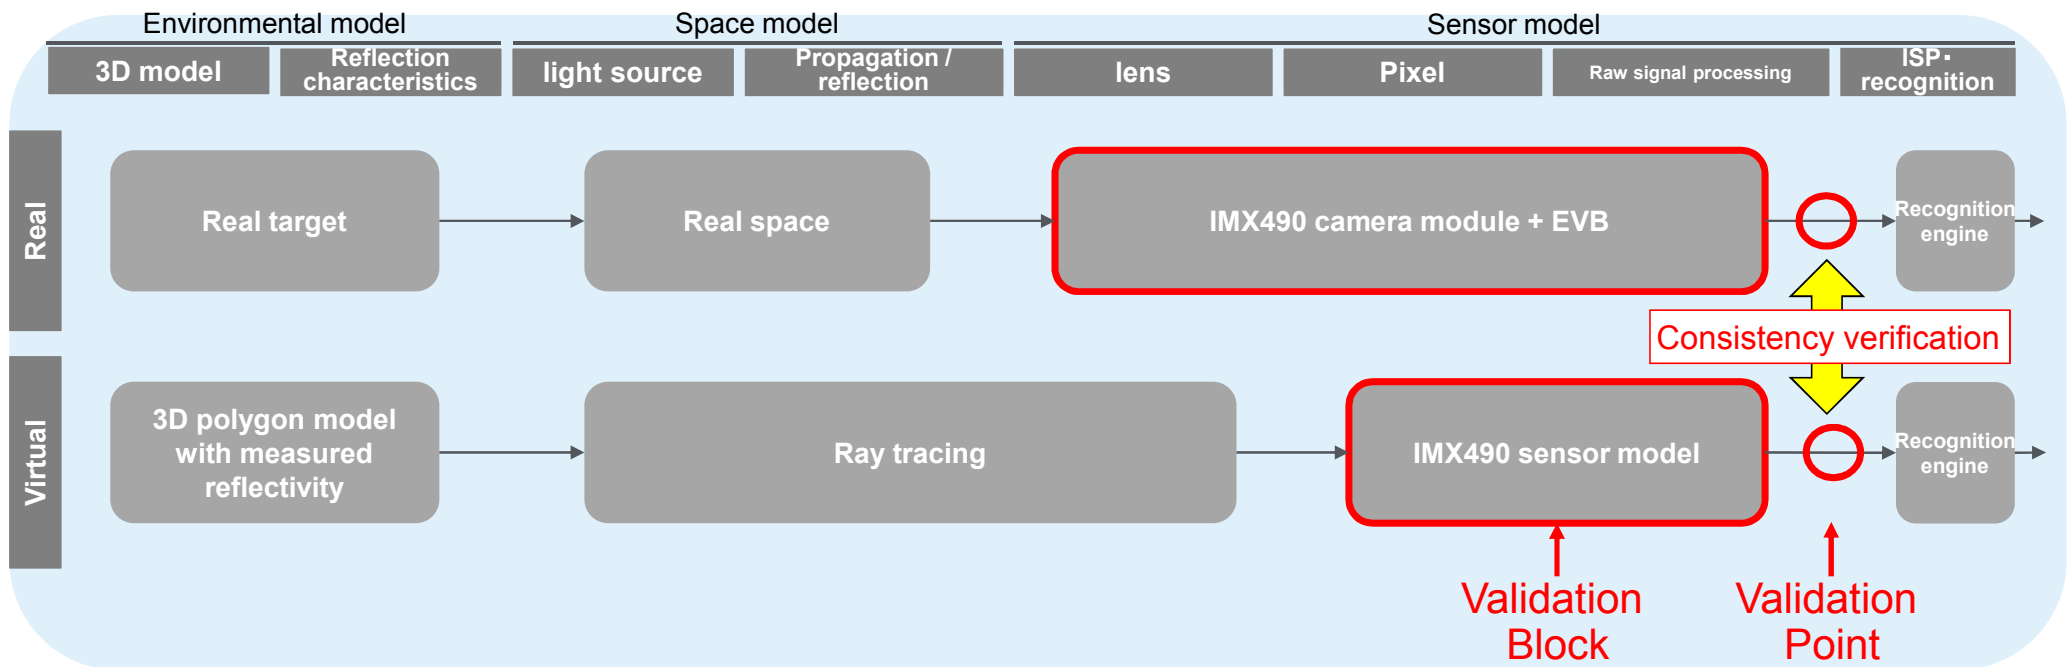 Environmental model
Space model
Sensor model
3D model
Reflection
characteristics
light source
Propagation /
reflection
lens
Pixel
Raw signal processing
ISP・
recognition
Real
Real target
Real space
IMX490 camera module + EVB
Recognition
engine
Consistency verification
Virtual
3D polygon model
with measured
reflectivity
Ray tracing
IMX490 sensor model
Recognition
engine
Validation
Block
Validation
Point